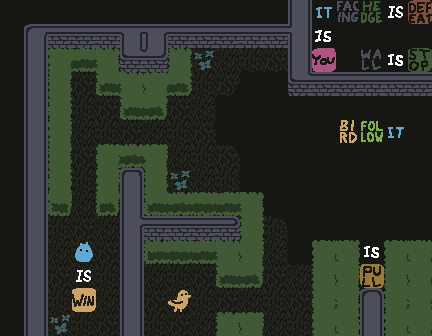 IT FACING HEDGE IS DEFEAT
IS
YOU WALL IS STOP
BIRD FOLLOW IT
IS
IS PULL
WIN